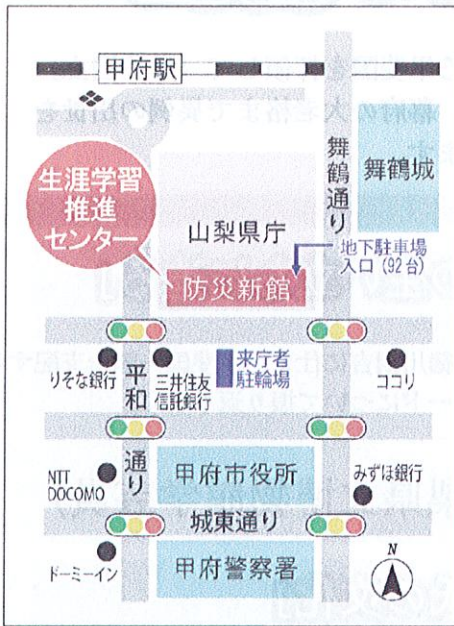 甲府駅
生涯学習
推進
センター
山梨県庁
防災新館
舞鶴通り
舞鶴城
地下駐車場
入口(92台)
りそな銀行
平和
通り
三井住友
信託銀行
来庁者
駐輪場
ココリ
NTT
DOCOMO
甲府市役所
みずほ銀行
城東通り
ドーミーイン
甲府警察署
N